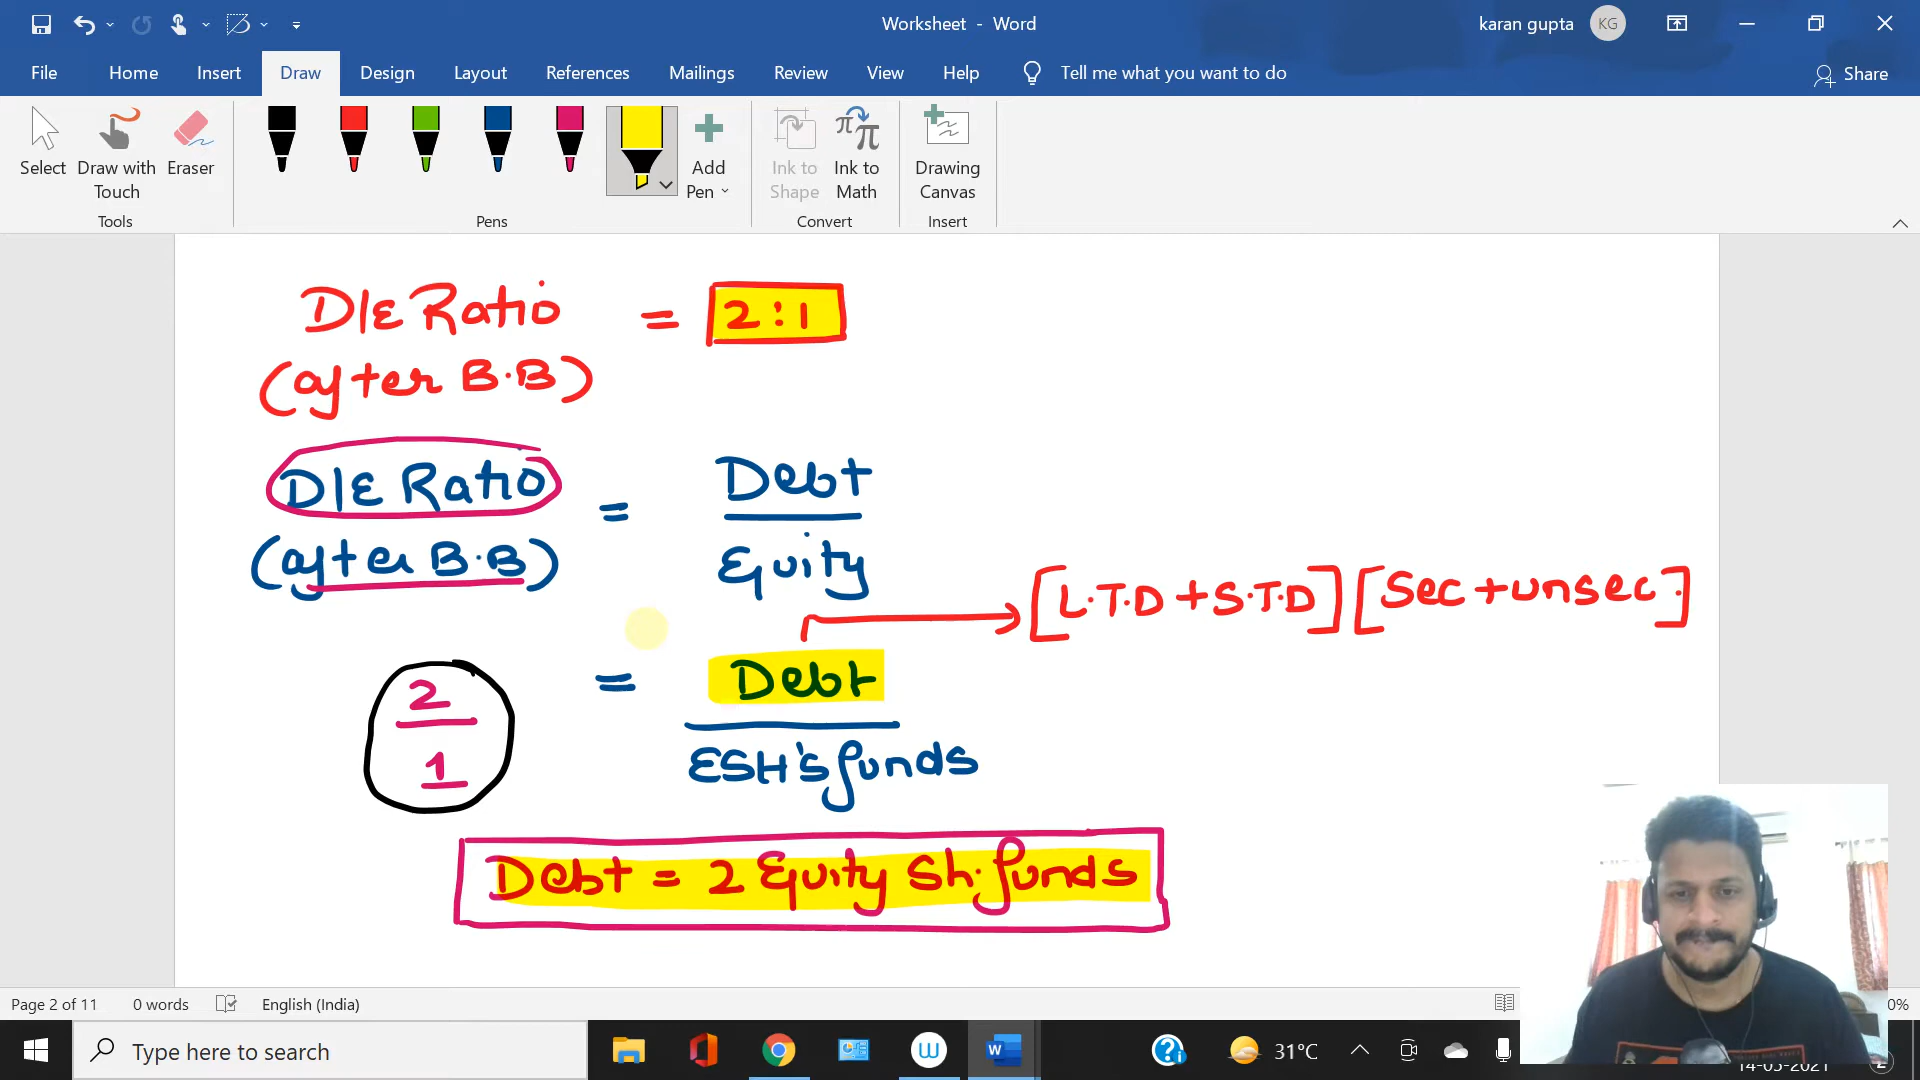 Worksheet - Word
karan gupta
KG
File Home Insert Draw Design Layout References Mailings Review View Help Tell me what you want to do Share
Select
Draw with Touch
Eraser
Add Pen
Ink to Shape
Ink to Math
Drawing Canvas
Tools Pens Convert Insert
D/E Ratio = 2:1
(after B.B)
D/E Ratio = Debt
(after B.B) Equity
[L.T.D + S.T.D] [Sec + unsec.]
2 = Debt
1 ESH's funds
Debt = 2 Equity Sh. funds
Page 2 of 11 0 words English (India) 0%
Type here to search
W
31°C
14-05-2021